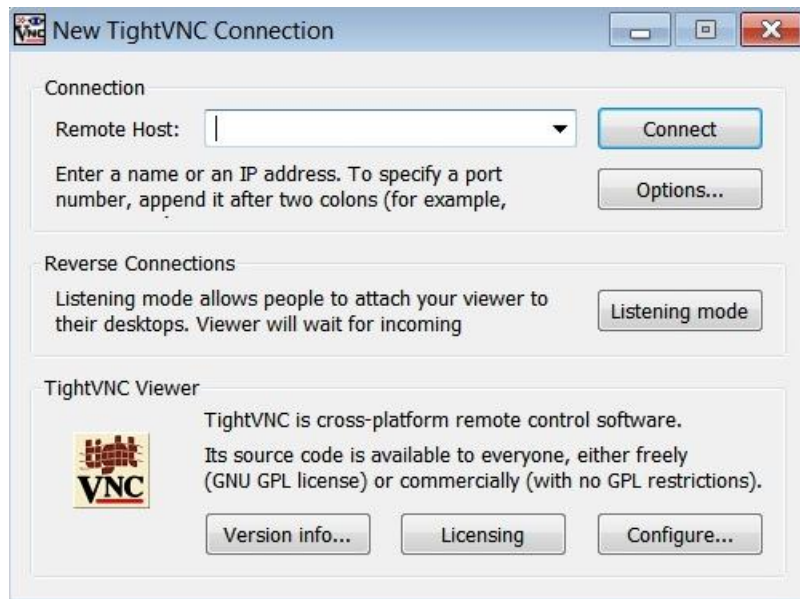 New TightVNC Connection
Connection
Remote Host:
Connect
Enter a name or an IP address. To specify a port
number, append it after two colons (for example,
Options...
Reverse Connections
Listening mode allows people to attach your viewer to
their desktops. Viewer will wait for incoming
Listening mode
TightVNC Viewer
TightVNC is cross-platform remote control software.
Its source code is available to everyone, either freely
(GNU GPL license) or commercially (with no GPL restrictions).
tight
VNC
Version info...
Licensing
Configure...